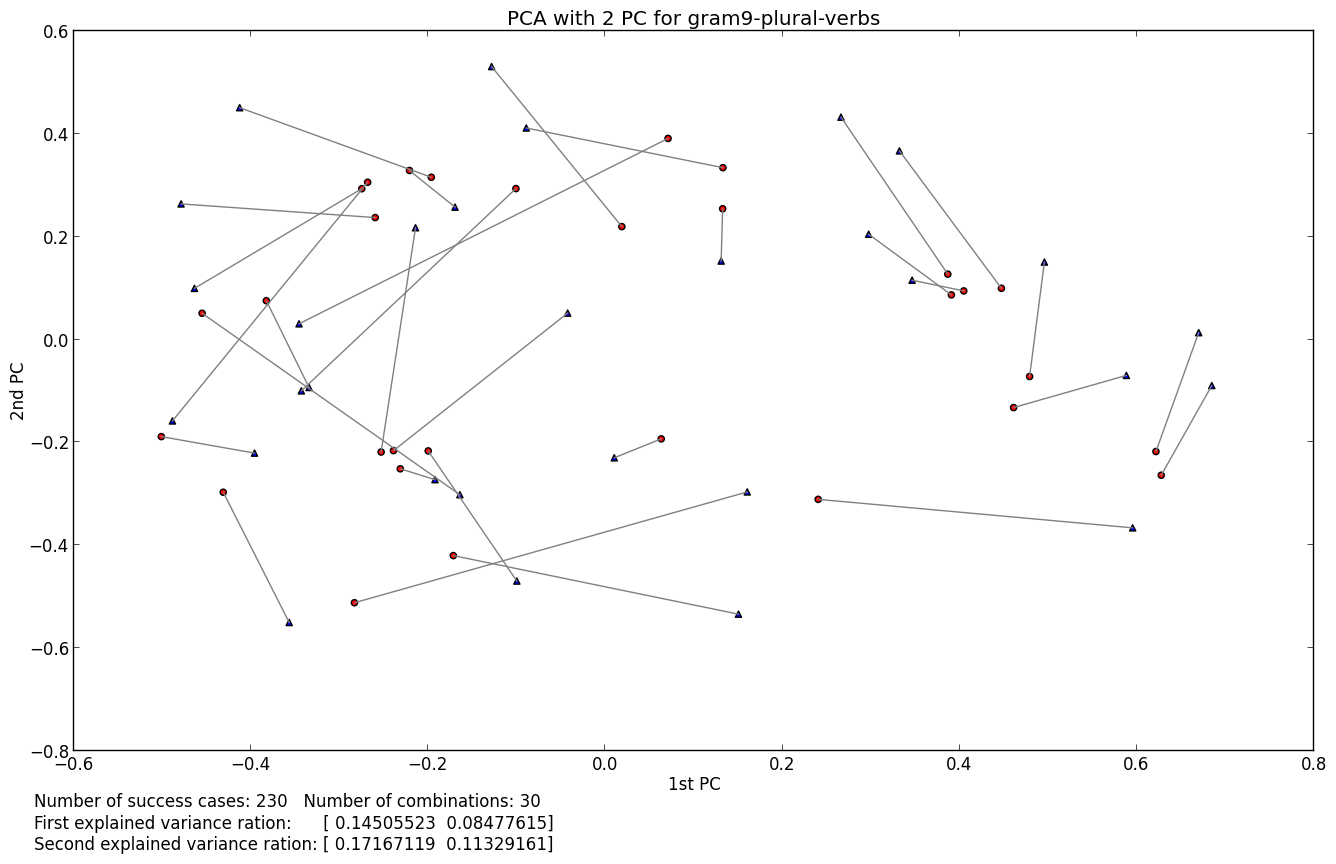 PCA with 2 PC for gram9-plural-verbs
0.6
0.4
0.2
0.0
−0.2
−0.4
−0.6
−0.8
2nd PC
−0.6 −0.4 −0.2 0.0 0.2 0.4 0.6 0.8
1st PC
Number of success cases: 230 Number of combinations: 30
First explained variance ration: [ 0.14505523 0.08477615]
Second explained variance ration: [ 0.17167119 0.11329161]